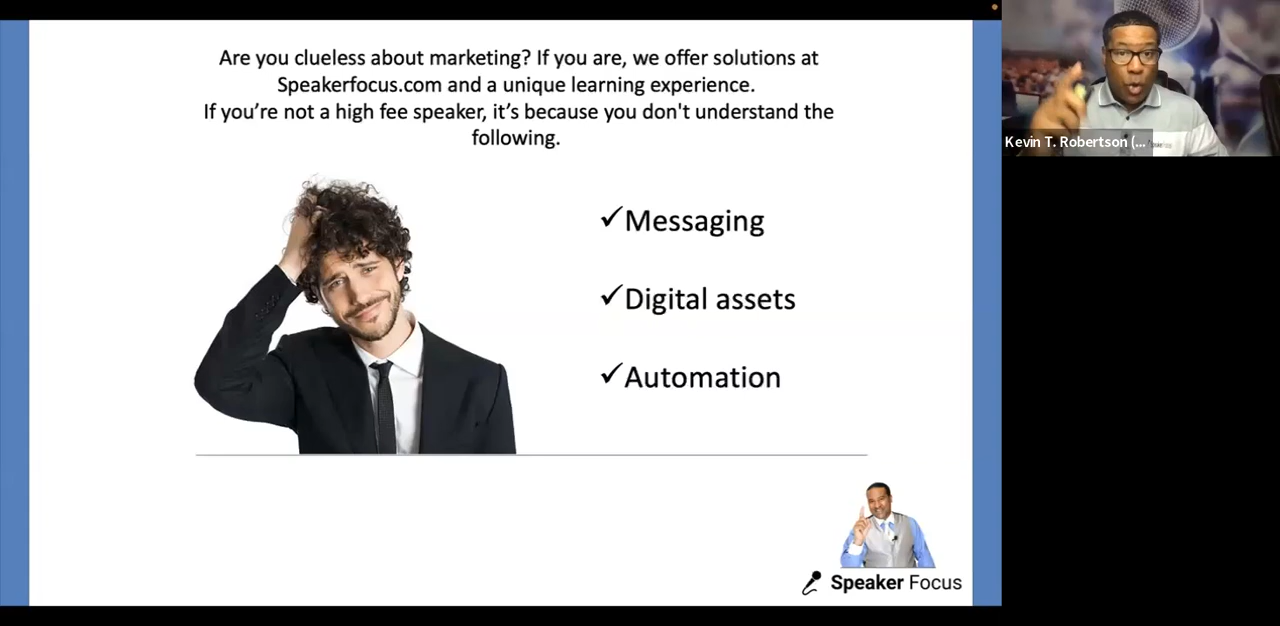 Are you clueless about marketing? If you are, we offer solutions at
Speakerfocus.com and a unique learning experience.
If you’re not a high fee speaker, it’s because you don't understand the
following.
✓Messaging
✓Digital assets
✓Automation
Speaker Focus
Kevin T. Robertson (...